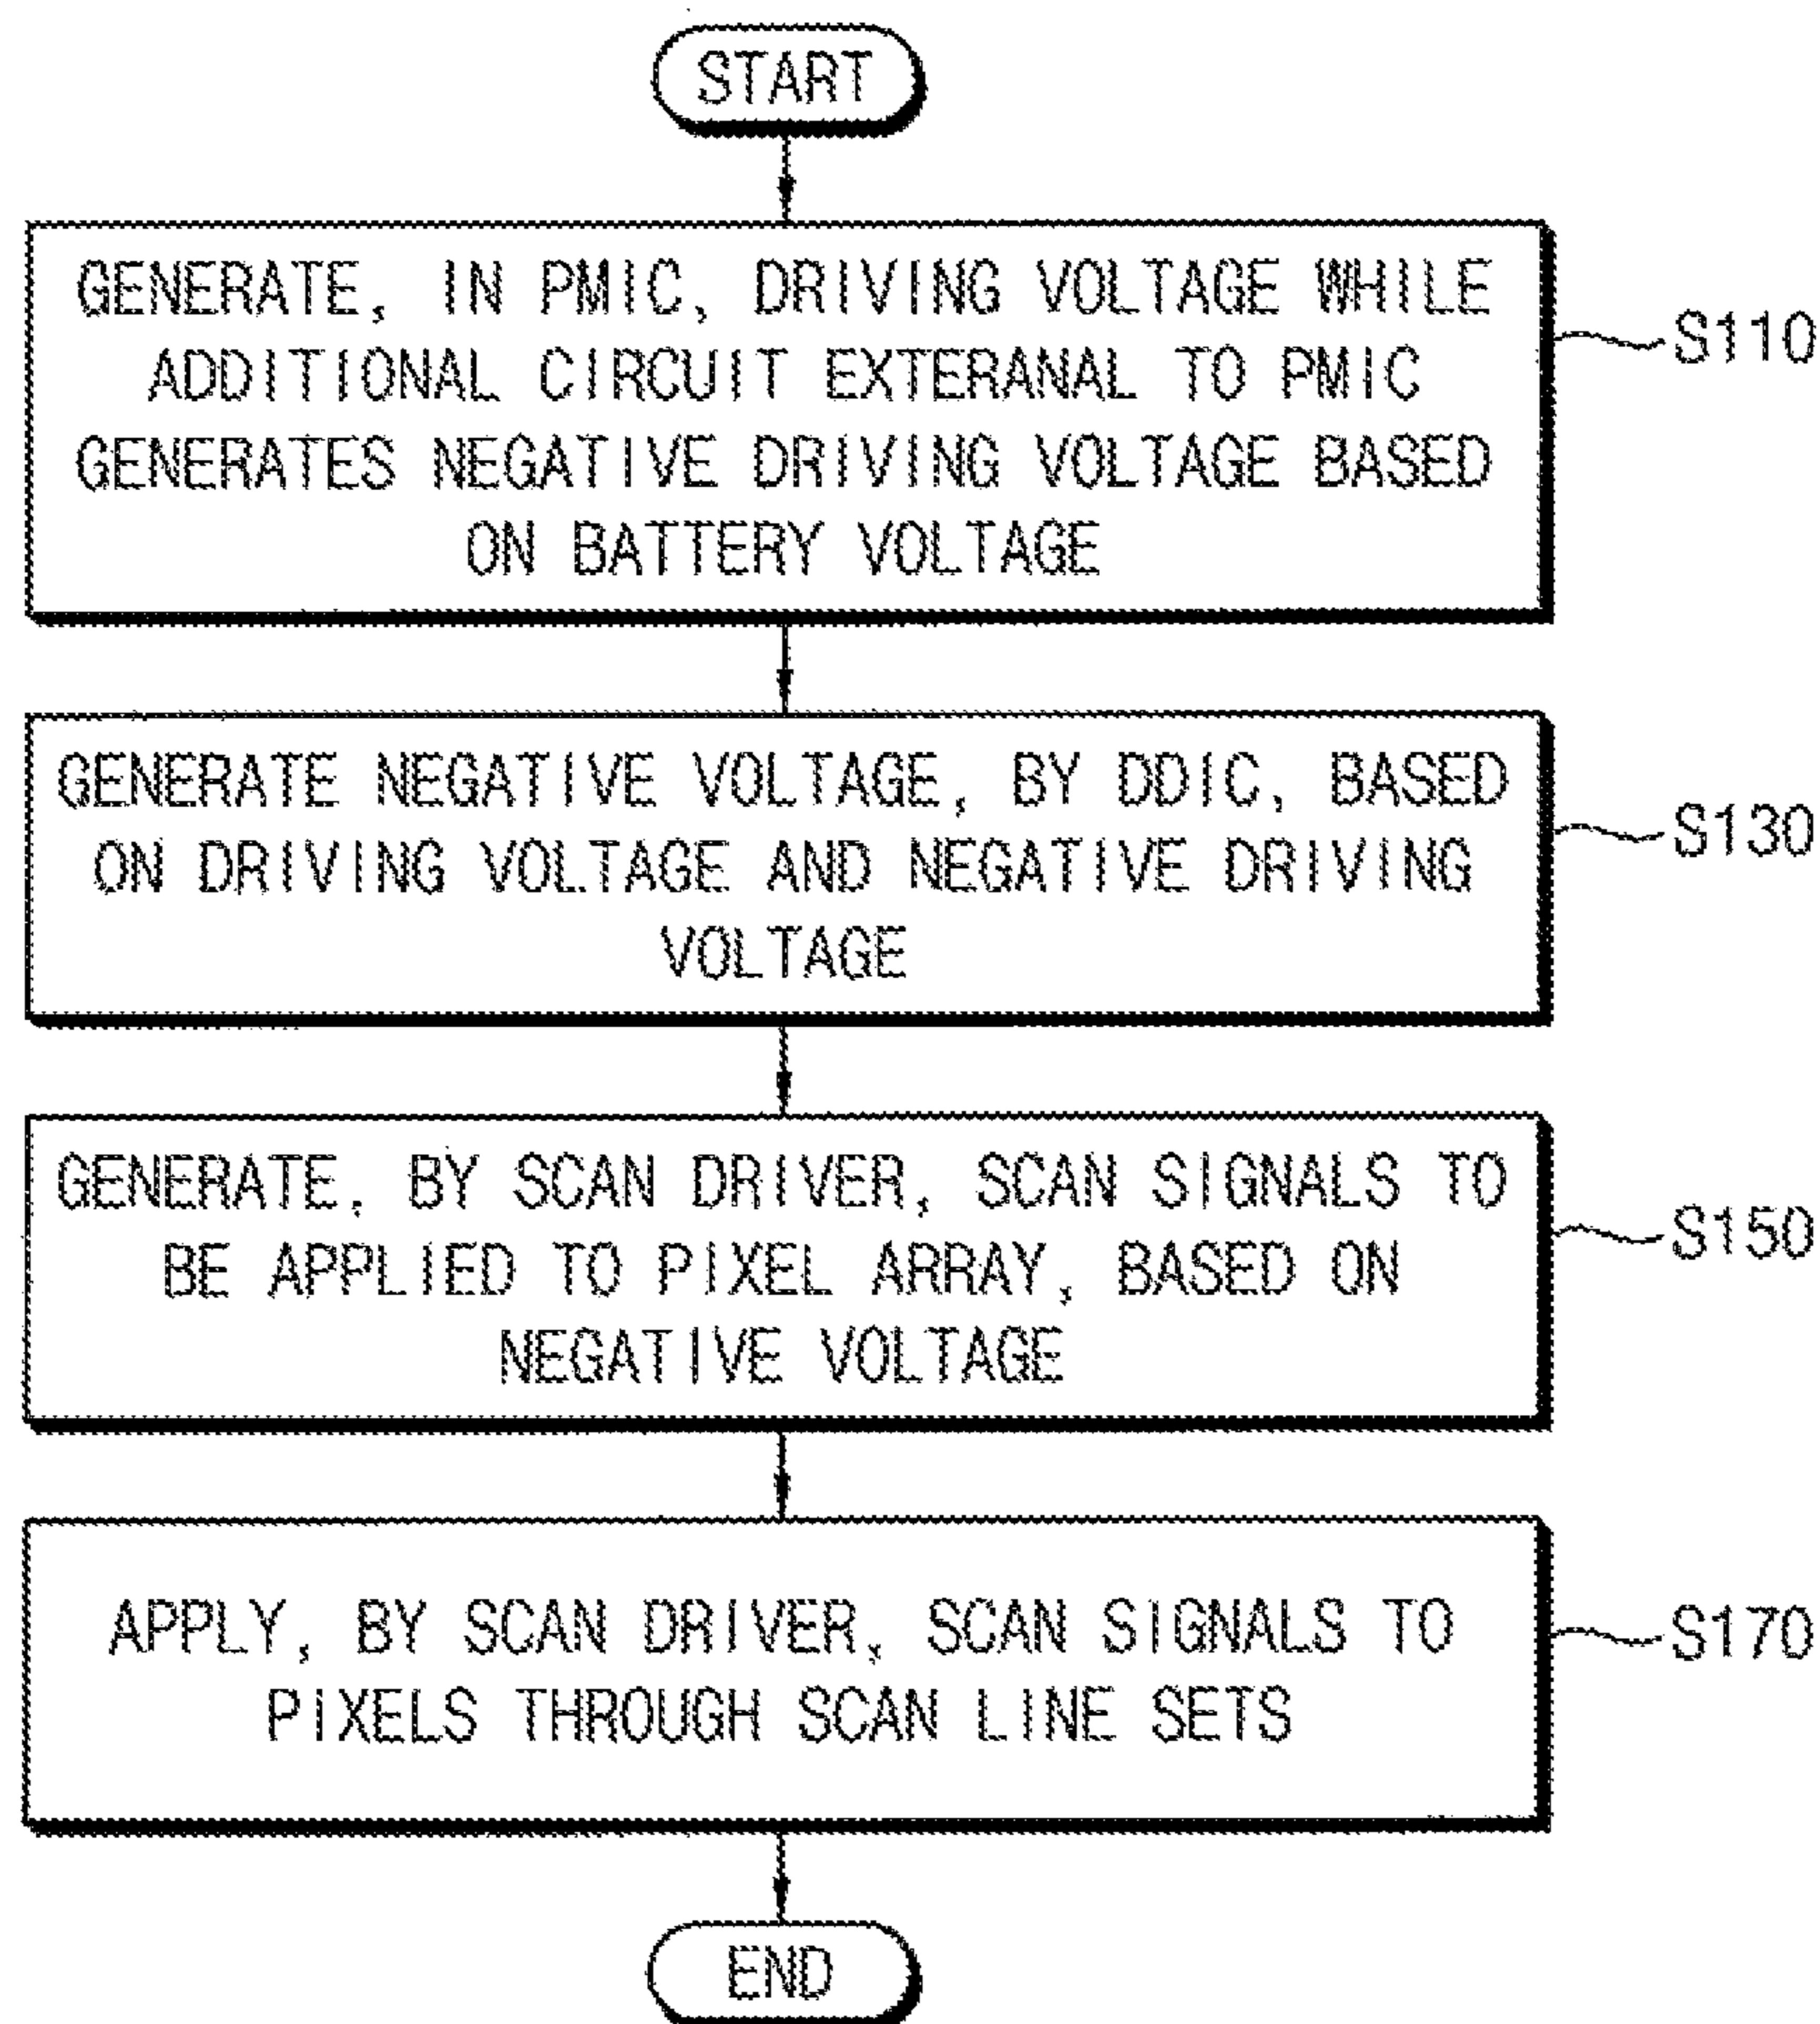 START
GENERATE, IN PMIC, DRIVING VOLTAGE WHILE
ADDITIONAL CIRCUIT EXTERANAL TO PMIC
GENERATES NEGATIVE DRIVING VOLTAGE BASED
ON BATTERY VOLTAGE
S110
GENERATE NEGATIVE VOLTAGE, BY DDIC, BASED
ON DRIVING VOLTAGE AND NEGATIVE DRIVING
VOLTAGE
S130
GENERATE, BY SCAN DRIVER, SCAN SIGNALS TO
BE APPLIED TO PIXEL ARRAY, BASED ON
NEGATIVE VOLTAGE
S150
APPLY, BY SCAN DRIVER, SCAN SIGNALS TO
PIXELS THROUGH SCAN LINE SETS
S170
END